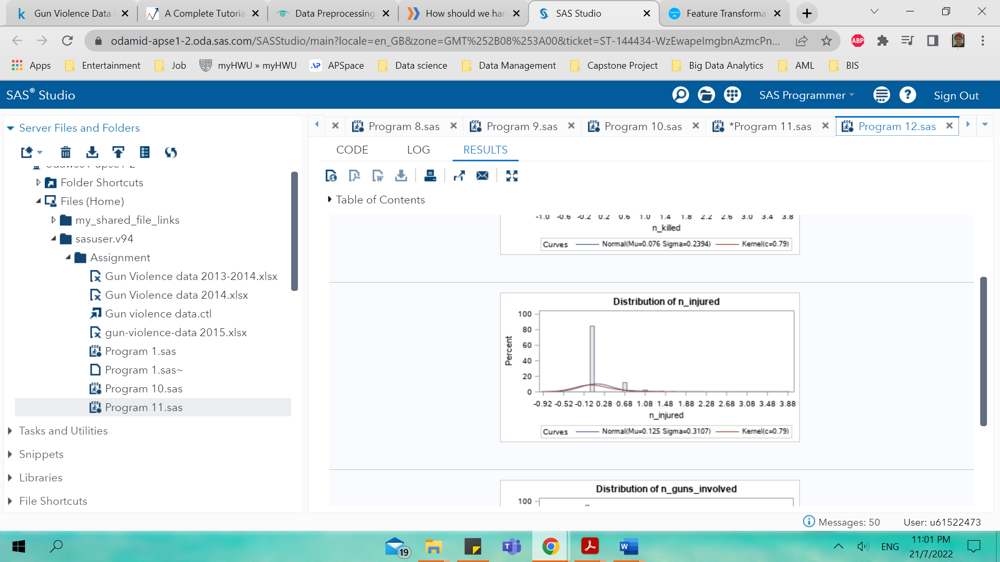 Gun Violence Data
A Complete Tutoria
Data Preprocessing
How should we han
SAS Studio
Feature Transforma
odamid-apse1-2.oda.sas.com/SASStudio/main?locale=en_GB&zone=GMT%252B08%253A00&ticket=ST-144434-WzEwapeImgbnAzmcPn...
ABP
Apps
Entertainment
Job
myHWU » myHWU
APSpace
Data science
Data Management
Capstone Project
Big Data Analytics
AML
BIS
SAS® Studio
SAS Programmer
Sign Out
Server Files and Folders
Folder Shortcuts
Files (Home)
my_shared_file_links
sasuser.v94
Assignment
Gun Violence data 2013-2014.xlsx
Gun Violence data 2014.xlsx
Gun violence data.ctl
gun-violence-data 2015.xlsx
Program 1.sas
Program 1.sas~
Program 10.sas
Program 11.sas
Tasks and Utilities
Snippets
Libraries
File Shortcuts
Program 8.sas
Program 9.sas
Program 10.sas
*Program 11.sas
Program 12.sas
CODE LOG RESULTS
Table of Contents
-1.0 -0.6 -0.2 0.2 0.6 1.0 1.4 1.8 2.2 2.6 3.0 3.4 3.8
n_killed
Curves Normal(Mu=0.076 Sigma=0.2394) Kernel(c=0.79)
Distribution of n_injured
Percent
100
80
60
40
20
0
-0.92 -0.52 -0.12 0.28 0.68 1.08 1.48 1.88 2.28 2.68 3.08 3.48 3.88
n_injured
Curves Normal(Mu=0.125 Sigma=0.3107) Kernel(c=0.79)
Distribution of n_guns_involved
100
Messages: 50
User: u61522473
19
ENG
11:01 PM
21/7/2022